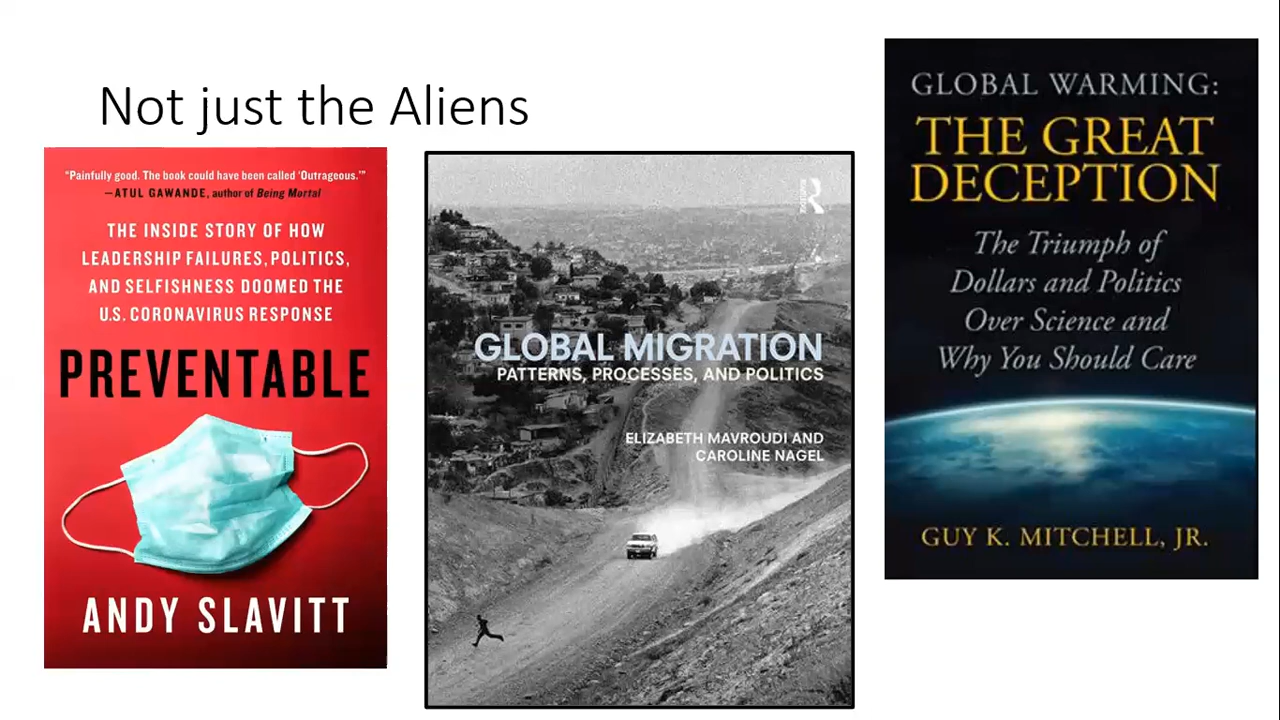 Not just the Aliens
"Painfully good. The book could have been called 'Outrageous.'"
—ATUL GAWANDE, author of Being Mortal
THE INSIDE STORY OF HOW
LEADERSHIP FAILURES, POLITICS,
AND SELFISHNESS DOOMED THE
U.S. CORONAVIRUS RESPONSE
PREVENTABLE
ANDY SLAVITT
GLOBAL MIGRATION
PATTERNS, PROCESSES, AND POLITICS
ELIZABETH MAVROUDI AND
CAROLINE NAGEL
GLOBAL WARMING:
THE GREAT
DECEPTION
The Triumph of
Dollars and Politics
Over Science and
Why You Should Care
GUY K. MITCHELL, JR.